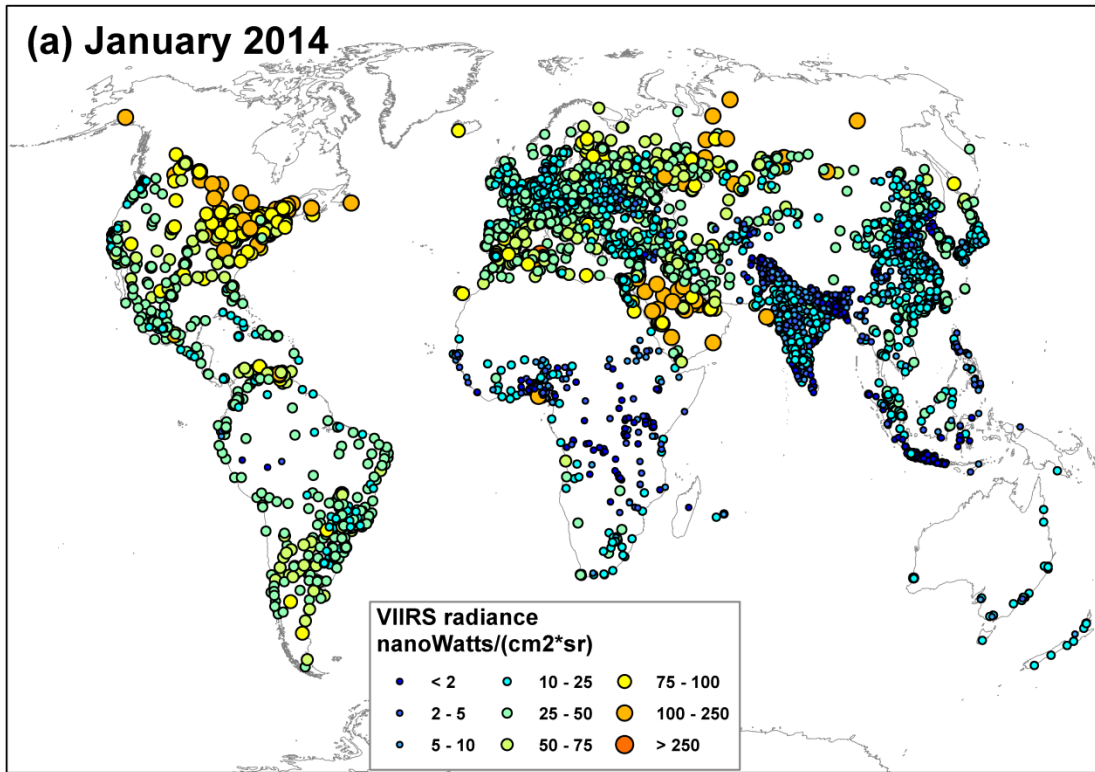 (a) January 2014
VIIRS radiance
nanoWatts/(cm2*sr)
< 2 10 - 25 75 - 100
2 - 5 25 - 50 100 - 250
5 - 10 50 - 75 > 250